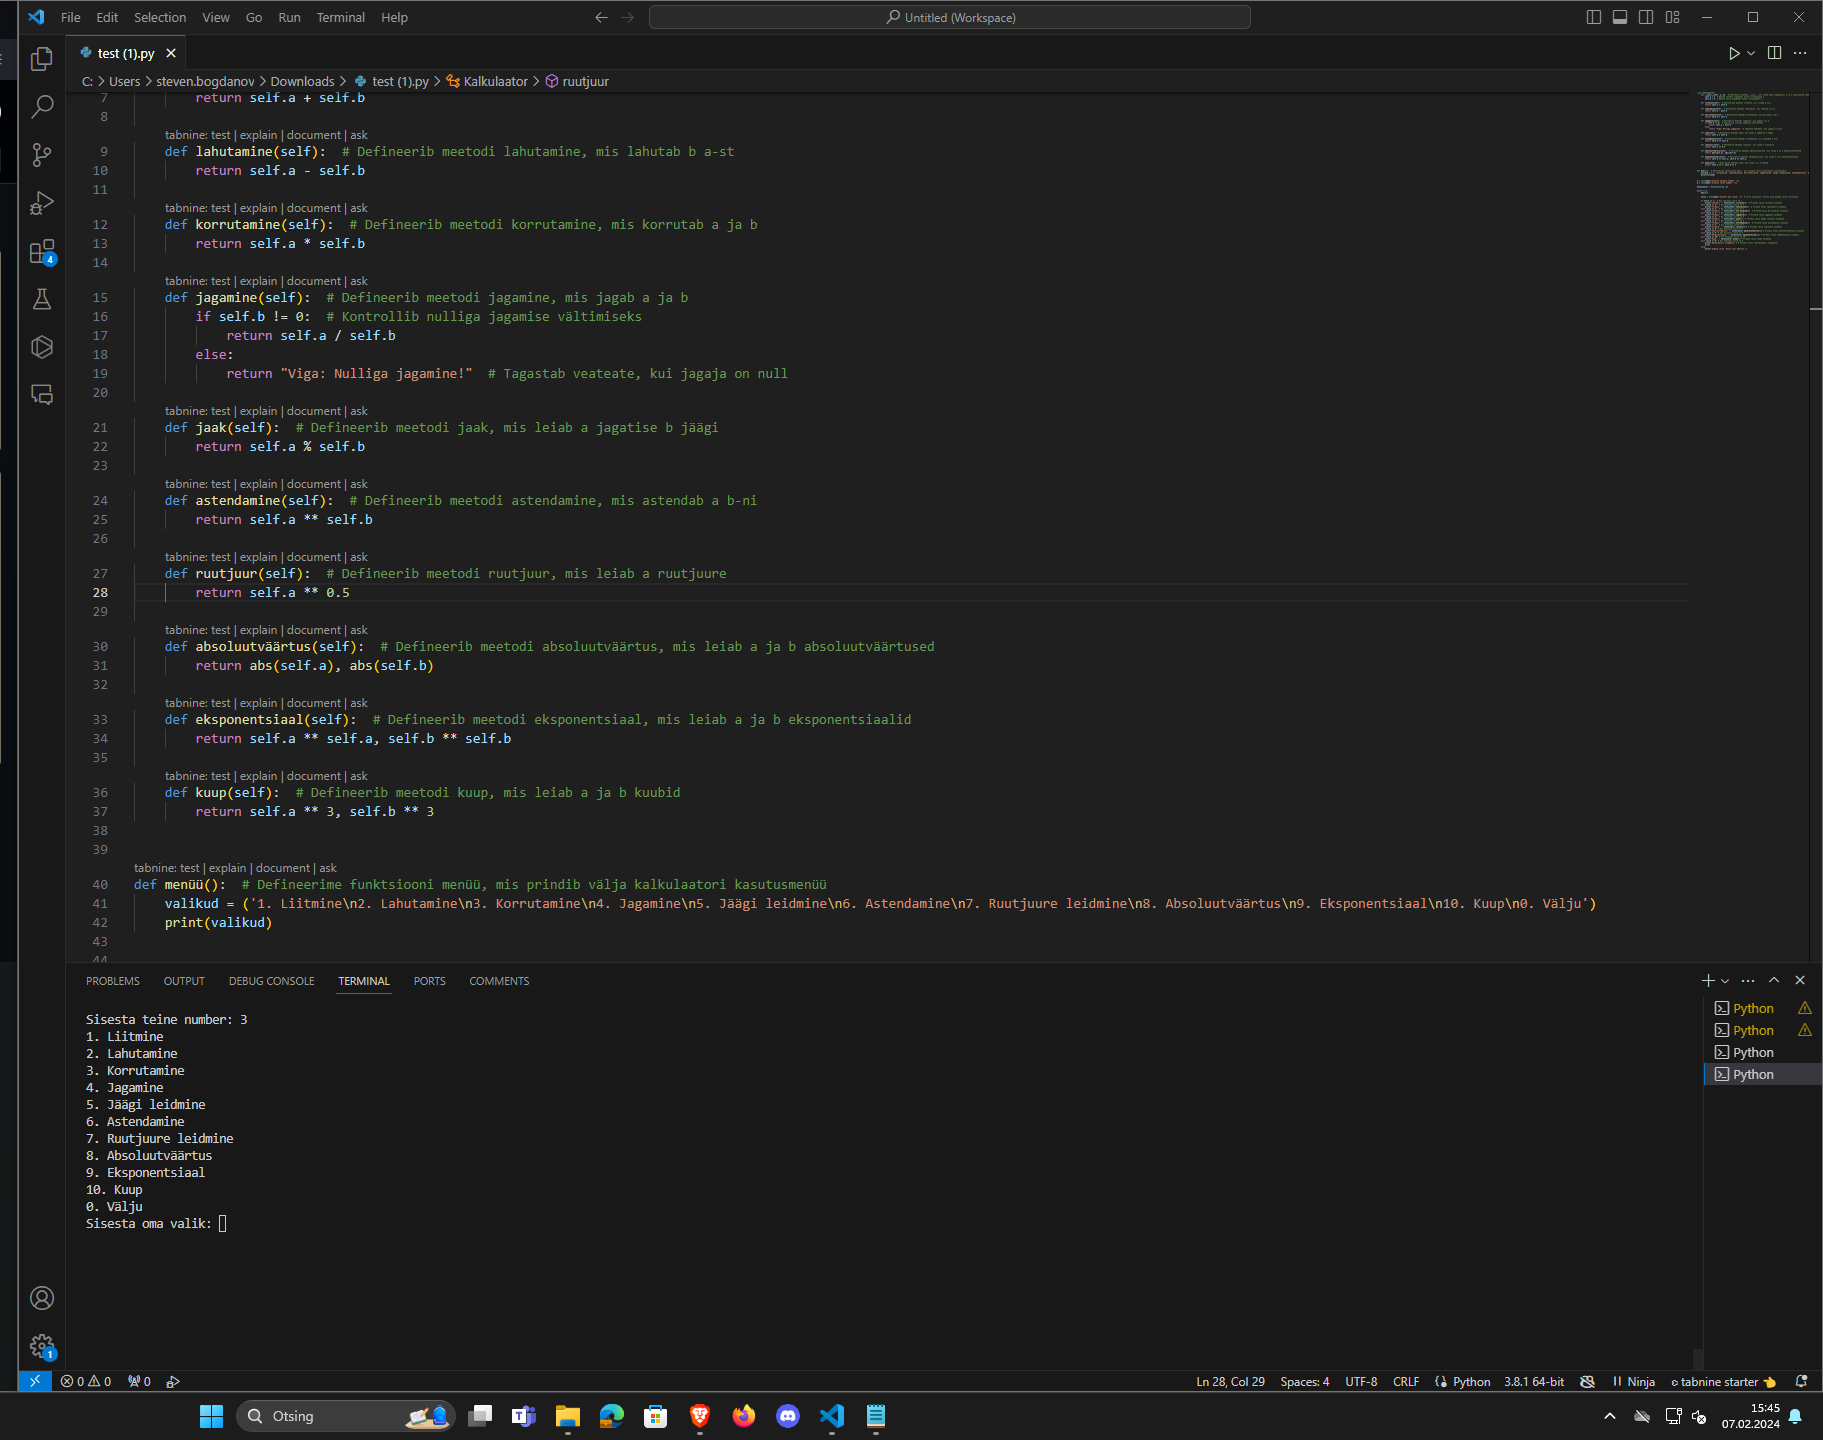 File Edit Selection View Go Run Terminal Help
Untitled (Workspace)
test (1).py
C: > Users > steven.bogdanov > Downloads > test (1).py > Kalkulaator > ruutjuur
7 return self.a + self.b
8
tabnine: test | explain | document | ask
9 def lahutamine(self):  # Defineerib meetodi lahutamine, mis lahutab b a-st
10 return self.a - self.b
11
tabnine: test | explain | document | ask
12 def korrutamine(self):  # Defineerib meetodi korrutamine, mis korrutab a ja b
13 return self.a * self.b
14
tabnine: test | explain | document | ask
15 def jagamine(self):  # Defineerib meetodi jagamine, mis jagab a ja b
16 if self.b != 0:  # Kontrollib nulliga jagamise vältimiseks
17 return self.a / self.b
18 else:
19 return "Viga: Nulliga jagamine!"  # Tagastab veateate, kui jagaja on null
20
tabnine: test | explain | document | ask
21 def jaak(self):  # Defineerib meetodi jaak, mis leiab a jagatise b jäägi
22 return self.a % self.b
23
tabnine: test | explain | document | ask
24 def astendamine(self):  # Defineerib meetodi astendamine, mis astendab a b-ni
25 return self.a ** self.b
26
tabnine: test | explain | document | ask
27 def ruutjuur(self):  # Defineerib meetodi ruutjuur, mis leiab a ruutjuure
28 return self.a ** 0.5
29
tabnine: test | explain | document | ask
30 def absoluutväärtus(self):  # Defineerib meetodi absoluutväärtus, mis leiab a ja b absoluutväärtused
31 return abs(self.a), abs(self.b)
32
tabnine: test | explain | document | ask
33 def eksponentsiaal(self):  # Defineerib meetodi eksponentsiaal, mis leiab a ja b eksponentsiaalid
34 return self.a ** self.a, self.b ** self.b
35
tabnine: test | explain | document | ask
36 def kuup(self):  # Defineerib meetodi kuup, mis leiab a ja b kuubid
37 return self.a ** 3, self.b ** 3
38
39
tabnine: test | explain | document | ask
40 def menüü():  # Defineerime funktsiooni menüü, mis prindib välja kalkulaatori kasutusmenüü
41 valikud = ('1. Liitmine\n2. Lahutamine\n3. Korrutamine\n4. Jagamine\n5. Jäägi leidmine\n6. Astendamine\n7. Ruutjuure leidmine\n8. Absoluutväärtus\n9. Eksponentsiaal\n10. Kuup\n0. Välju')
42 print(valikud)
43
44
PROBLEMS OUTPUT DEBUG CONSOLE TERMINAL PORTS COMMENTS
Sisesta teine number: 3
1. Liitmine
2. Lahutamine
3. Korrutamine
4. Jagamine
5. Jäägi leidmine
6. Astendamine
7. Ruutjuure leidmine
8. Absoluutväärtus
9. Eksponentsiaal
10. Kuup
0. Välju
Sisesta oma valik:
Python
Python
Python
Python
4
1
0 0 0 Ln 28, Col 29 Spaces: 4 UTF-8 CRLF Python 3.8.1 64-bit Ninja tabnine starter
Otsing
15:45
07.02.2024